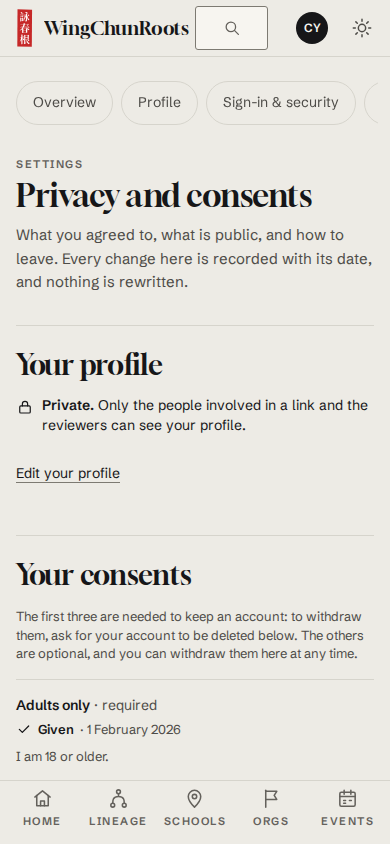 詠春根
WingChunRoots
CY
Overview
Profile
Sign-in & security
SETTINGS
Privacy and consents
What you agreed to, what is public, and how to
leave. Every change here is recorded with its date,
and nothing is rewritten.
Your profile
Private. Only the people involved in a link and the
reviewers can see your profile.
Edit your profile
Your consents
The first three are needed to keep an account: to withdraw
them, ask for your account to be deleted below. The others
are optional, and you can withdraw them here at any time.
Adults only · required
Given · 1 February 2026
I am 18 or older.
HOME
LINEAGE
SCHOOLS
ORGS
EVENTS